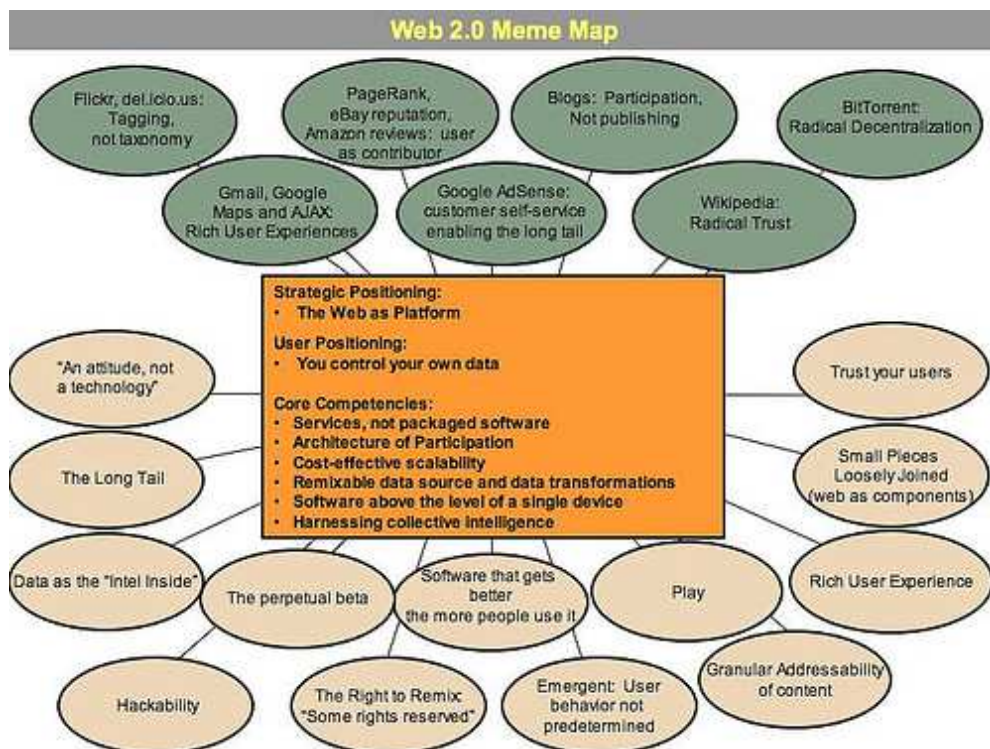 Web 2.0 Meme Map
Flickr, del.icio.us:
Tagging,
not taxonomy
PageRank,
eBay reputation,
Amazon reviews: user
as contributor
Blogs: Participation,
Not publishing
BitTorrent:
Radical Decentralization
Gmail, Google
Maps and AJAX:
Rich User Experiences
Google AdSense:
customer self-service
enabling the long tail
Wikipedia:
Radical Trust
Strategic Positioning:
• The Web as Platform
User Positioning:
• You control your own data
Core Competencies:
• Services, not packaged software
• Architecture of Participation
• Cost-effective scalability
• Remixable data source and data transformations
• Software above the level of a single device
• Harnessing collective intelligence
"An attitude, not
a technology"
Trust your users
The Long Tail
Small Pieces
Loosely Joined
(web as components)
Data as the "Intel Inside"
The perpetual beta
Software that gets
better
the more people use it
Play
Rich User Experience
Hackability
The Right to Remix:
"Some rights reserved"
Emergent: User
behavior not
predetermined
Granular Addressability
of content